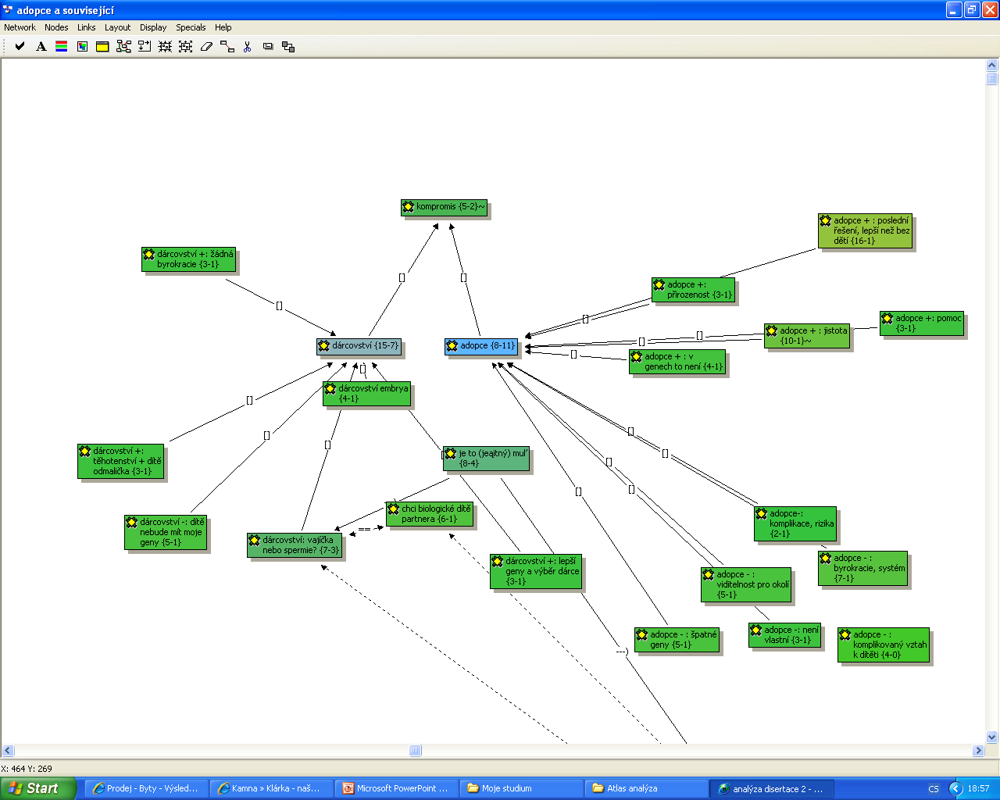 adopce a související
Network Nodes Links Layout Display Specials Help
A
kompromis {5-2}~
adopce + : poslední
řešení, lepší než bez
dětí {16-1}
dárcovství +: žádná
byrokracie {3-1}
adopce +:
přirozenost {3-1}
adopce +: pomoc
{3-1}
adopce + : jistota
{10-1}~
dárcovství {15-7}
adopce {8-11}
adopce + : v
genech to není {4-1}
dárcovství embrya
{4-1}
dárcovství +:
těhotenství + dítě
odmalička {3-1}
je to (jeąitný) muľ
{8-4}
chci biologické dítě
partnera {6-1}
dárcovství -: dítě
nebude mít moje
geny {5-1}
dárcovství: vajíčka
nebo spermie? {7-3}
==
adopce-:
komplikace, rizika
{2-1}
dárcovství +: lepší
geny a výběr dárce
{3-1}
adopce - :
byrokracie, systém
{7-1}
adopce - :
viditelnost pro okolí
{5-1}
adopce - : špatné
geny {5-1}
adopce -: není
vlastní {3-1}
adopce - :
komplikovaný vztah
k dítěti {4-0}
X: 464 Y: 269
Start
Prodej - Byty - Výsled...
Kamna » Klárka - naš...
Microsoft PowerPoint ...
Moje studium
Atlas analýza
analýza disertace 2 - ...
CS
18:57